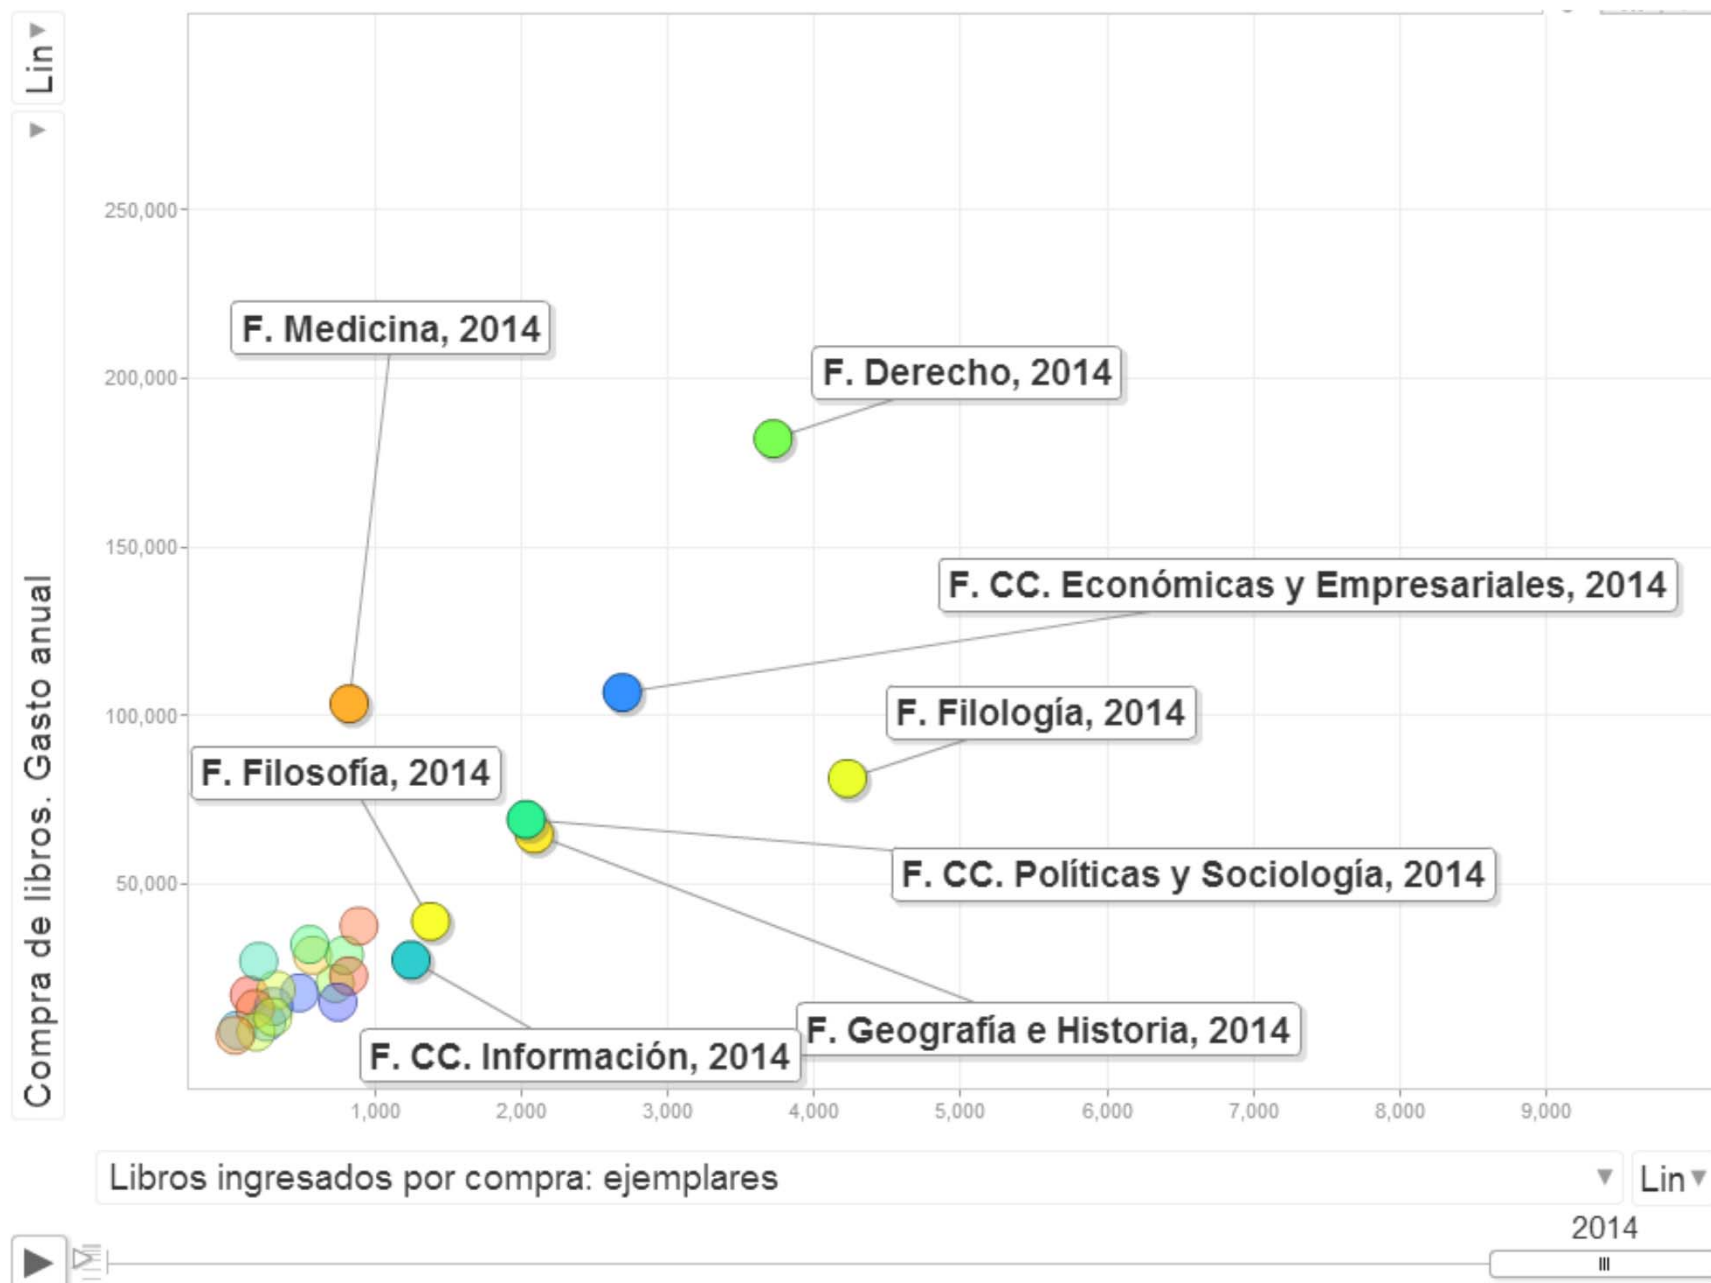 Lin
Compra de libros. Gasto anual
250,000
200,000
150,000
100,000
50,000
F. Medicina, 2014
F. Derecho, 2014
F. CC. Económicas y Empresariales, 2014
F. Filología, 2014
F. Filosofía, 2014
F. CC. Políticas y Sociología, 2014
F. Geografía e Historia, 2014
F. CC. Información, 2014
1,000 2,000 3,000 4,000 5,000 6,000 7,000 8,000 9,000
Libros ingresados por compra: ejemplares
Lin
2014